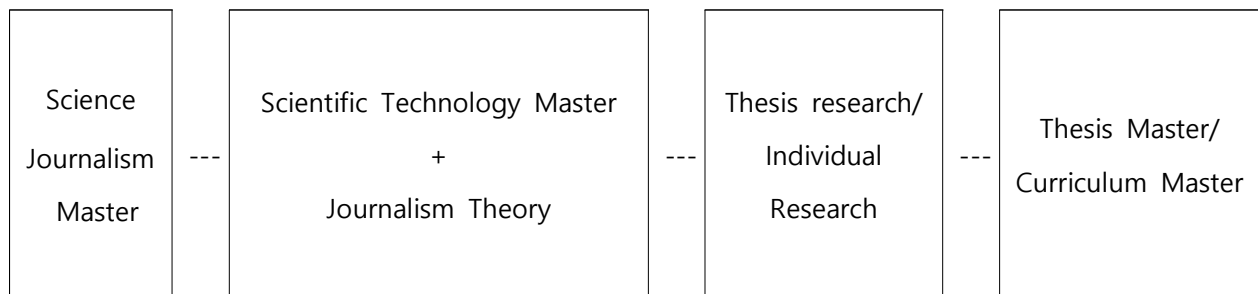 Science
Journalism
Master
---
Scientific Technology Master
+
Journalism Theory
---
Thesis research/
Individual
Research
---
Thesis Master/
Curriculum Master